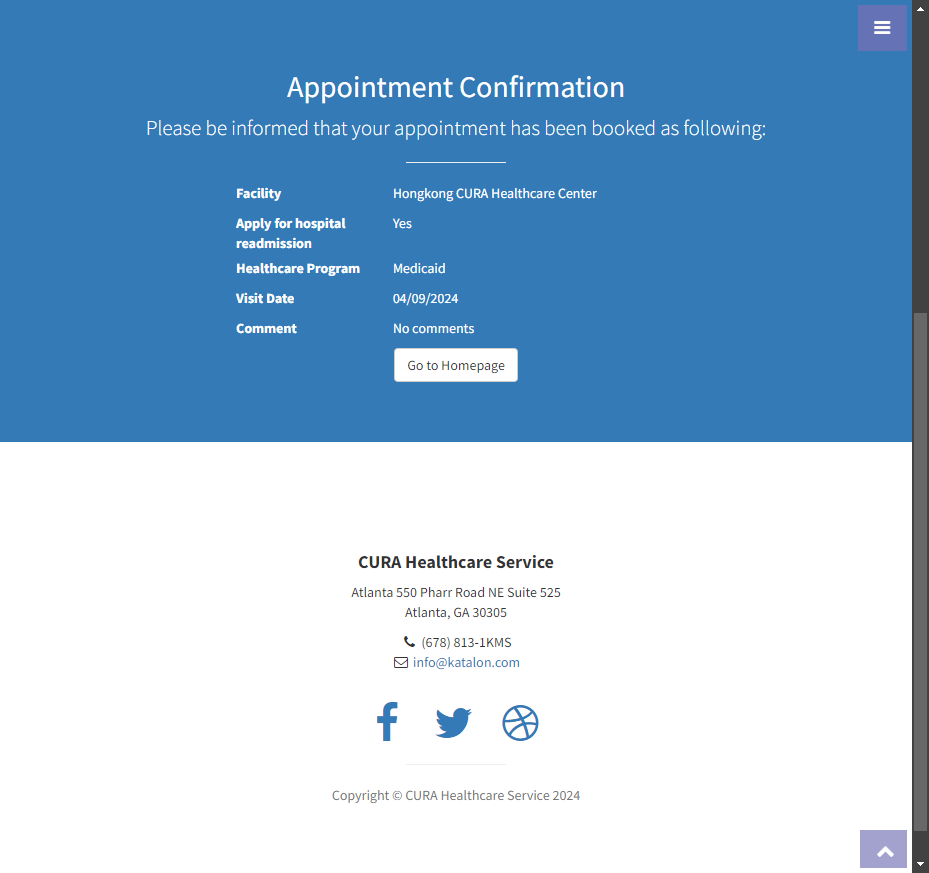 Appointment Confirmation
Please be informed that your appointment has been booked as following:
Facility Hongkong CURA Healthcare Center
Apply for hospital readmission Yes
Healthcare Program Medicaid
Visit Date 04/09/2024
Comment No comments
Go to Homepage
CURA Healthcare Service
Atlanta 550 Pharr Road NE Suite 525
Atlanta, GA 30305
(678) 813-1KMS
info@katalon.com
Copyright © CURA Healthcare Service 2024